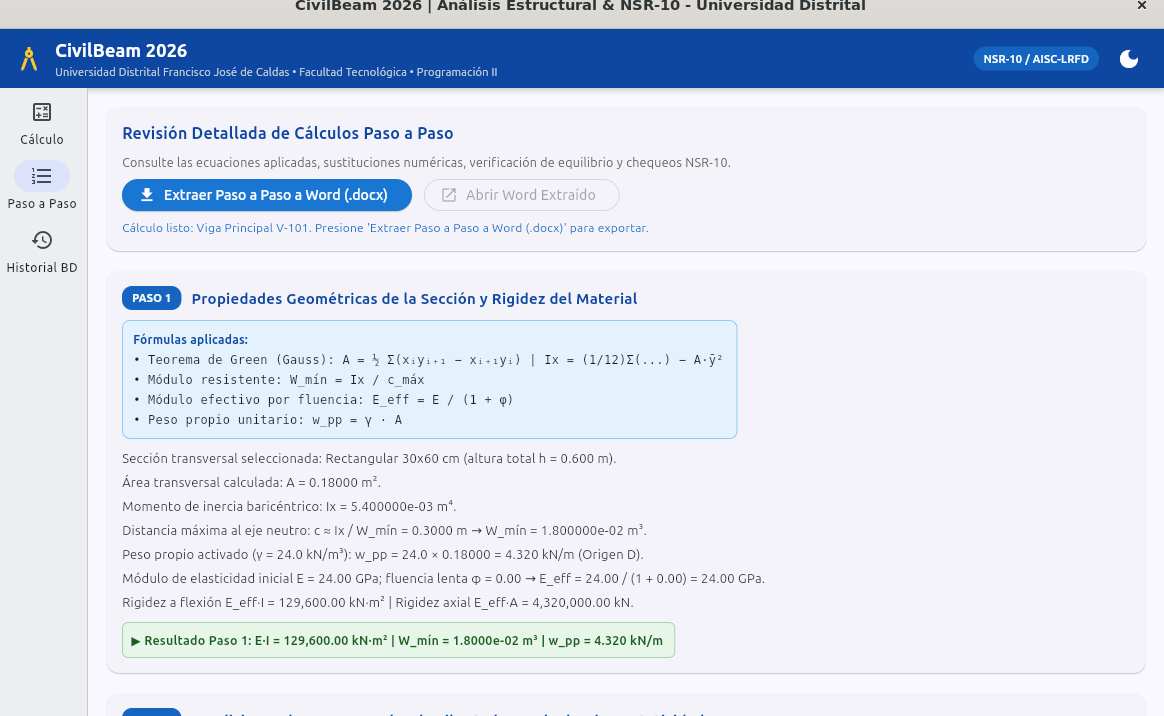 CivilBeam 2026 | Análisis Estructural & NSR-10 - Universidad Distrital
CivilBeam 2026
Universidad Distrital Francisco José de Caldas • Facultad Tecnológica • Programación II
NSR-10 / AISC-LRFD
Cálculo
Paso a Paso
Historial BD
Revisión Detallada de Cálculos Paso a Paso
Consulte las ecuaciones aplicadas, sustituciones numéricas, verificación de equilibrio y chequeos NSR-10.
Extraer Paso a Paso a Word (.docx)
Abrir Word Extraído
Cálculo listo: Viga Principal V-101. Presione 'Extraer Paso a Paso a Word (.docx)' para exportar.
PASO 1
Propiedades Geométricas de la Sección y Rigidez del Material
Fórmulas aplicadas:
• Teorema de Green (Gauss): A = ½ Σ(xᵢyᵢ₊₁ − xᵢ₊₁yᵢ) | Ix = (1/12)Σ(...) − A·ȳ²
• Módulo resistente: W_mín = Ix / c_máx
• Módulo efectivo por fluencia: E_eff = E / (1 + φ)
• Peso propio unitario: w_pp = γ · A
Sección transversal seleccionada: Rectangular 30x60 cm (altura total h = 0.600 m).
Área transversal calculada: A = 0.18000 m².
Momento de inercia baricéntrico: Ix = 5.400000e-03 m⁴.
Distancia máxima al eje neutro: c ≈ Ix / W_mín = 0.3000 m → W_mín = 1.800000e-02 m³.
Peso propio activado (γ = 24.0 kN/m³): w_pp = 24.0 × 0.18000 = 4.320 kN/m (Origen D).
Módulo de elasticidad inicial E = 24.00 GPa; fluencia lenta φ = 0.00 → E_eff = 24.00 / (1 + 0.00) = 24.00 GPa.
Rigidez a flexión E_eff·I = 129,600.00 kN·m² | Rigidez axial E_eff·A = 4,320,000.00 kN.
▶ Resultado Paso 1: E·I = 129,600.00 kN·m² | W_mín = 1.8000e-02 m³ | w_pp = 4.320 kN/m